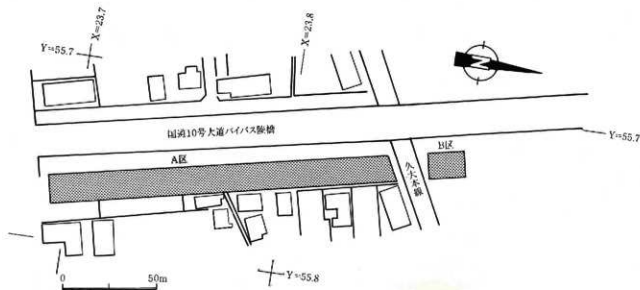 X=23.7
Y=55.7
X=23.8
N
国道10号大道バイパス陸橋
Y=55.7
A区
B区
久大本線
0 50m
Y=55.8